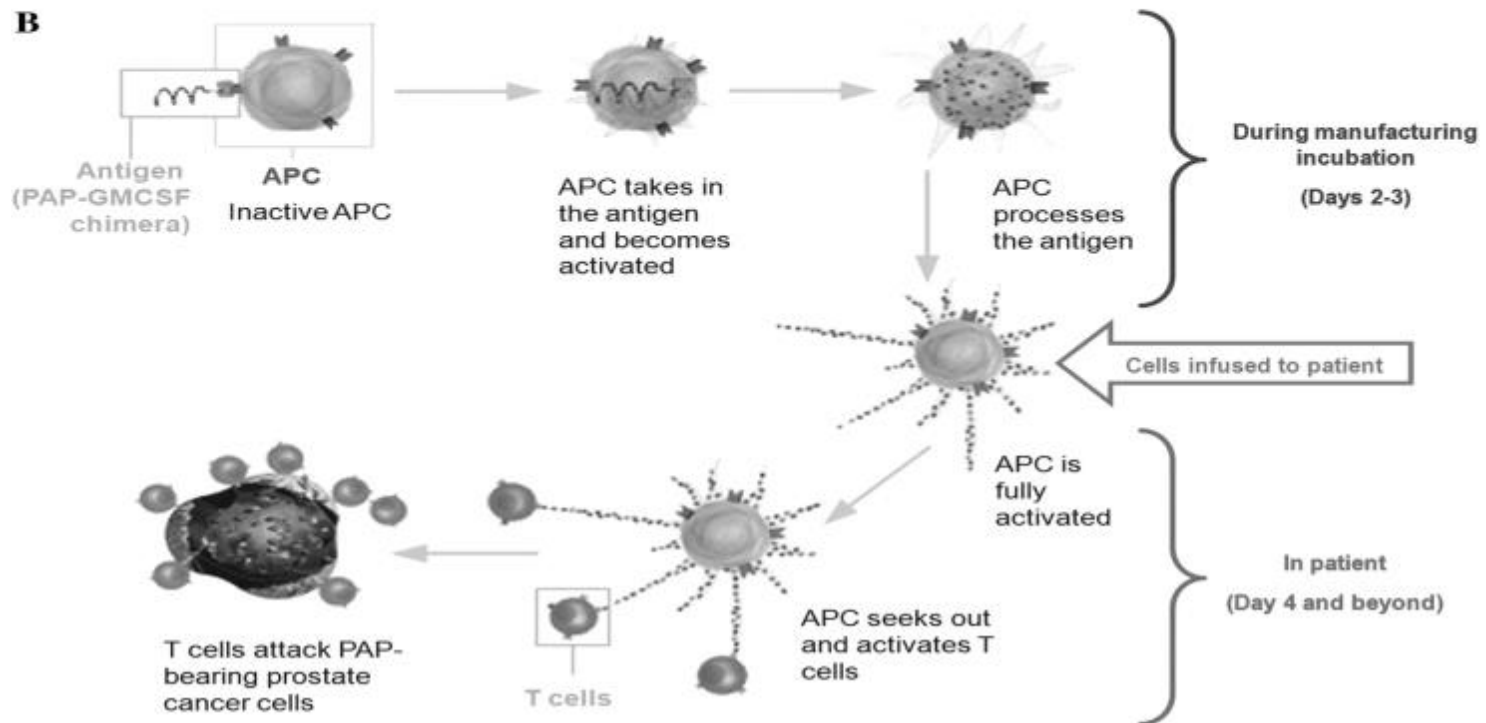 B
Antigen
(PAP-GMCSF
chimera)
APC
Inactive APC
APC takes in
the antigen
and becomes
activated
APC
processes
the antigen
During manufacturing
incubation
(Days 2-3)
Cells infused to patient
APC is
fully
activated
In patient
(Day 4 and beyond)
APC seeks out
and activates T
cells
T cells
T cells attack PAP-
bearing prostate
cancer cells